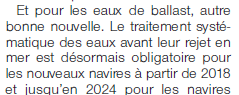 Et pour les eaux de ballast, autre
bonne nouvelle. Le traitement systé-
matique des eaux avant leur rejet en
mer est désormais obligatoire pour
les nouveaux navires à partir de 2018
et jusqu'en 2024 pour les navires